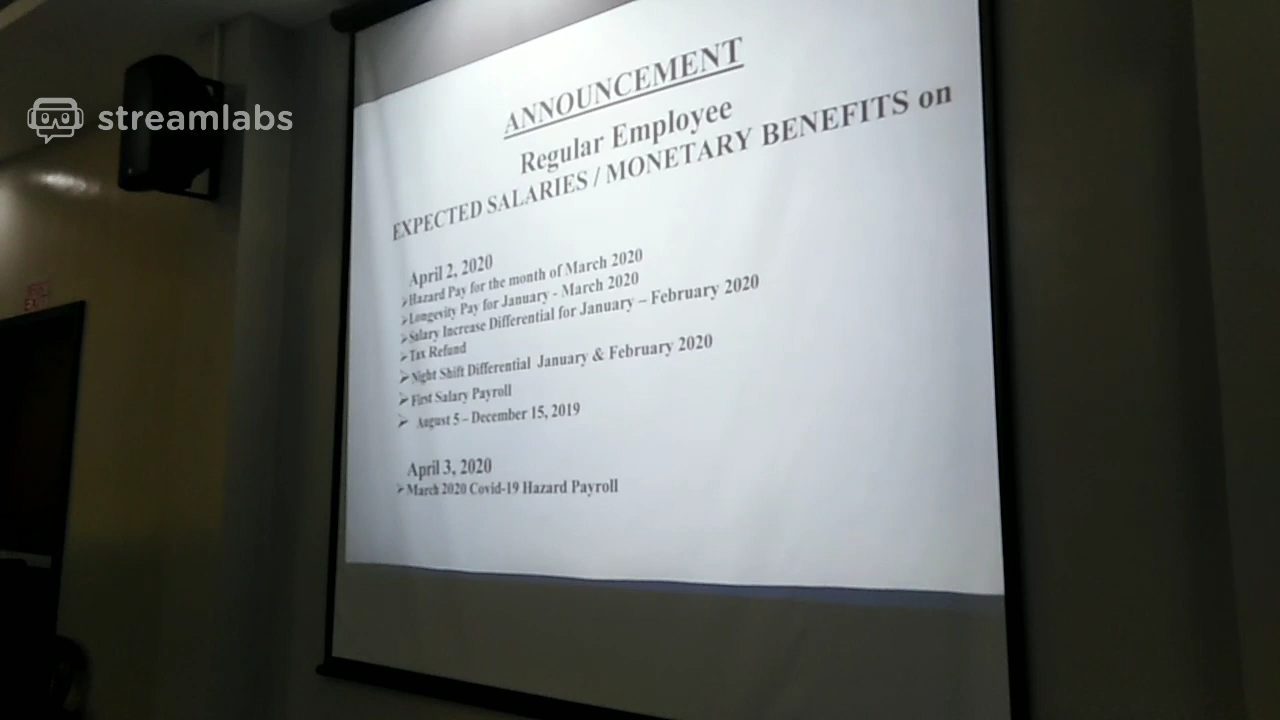 streamlabs
ANNOUNCEMENT
Regular Employee
EXPECTED SALARIES / MONETARY BENEFITS on
April 2, 2020
➢Hazard Pay for the month of March 2020
➢Longevity Pay for January - March 2020
➢Salary Increase Differential for January – February 2020
➢Tax Refund
➢Night Shift Differential January & February 2020
➢First Salary Payroll
➢ August 5 – December 15, 2019
April 3, 2020
➢March 2020 Covid-19 Hazard Payroll
EXIT